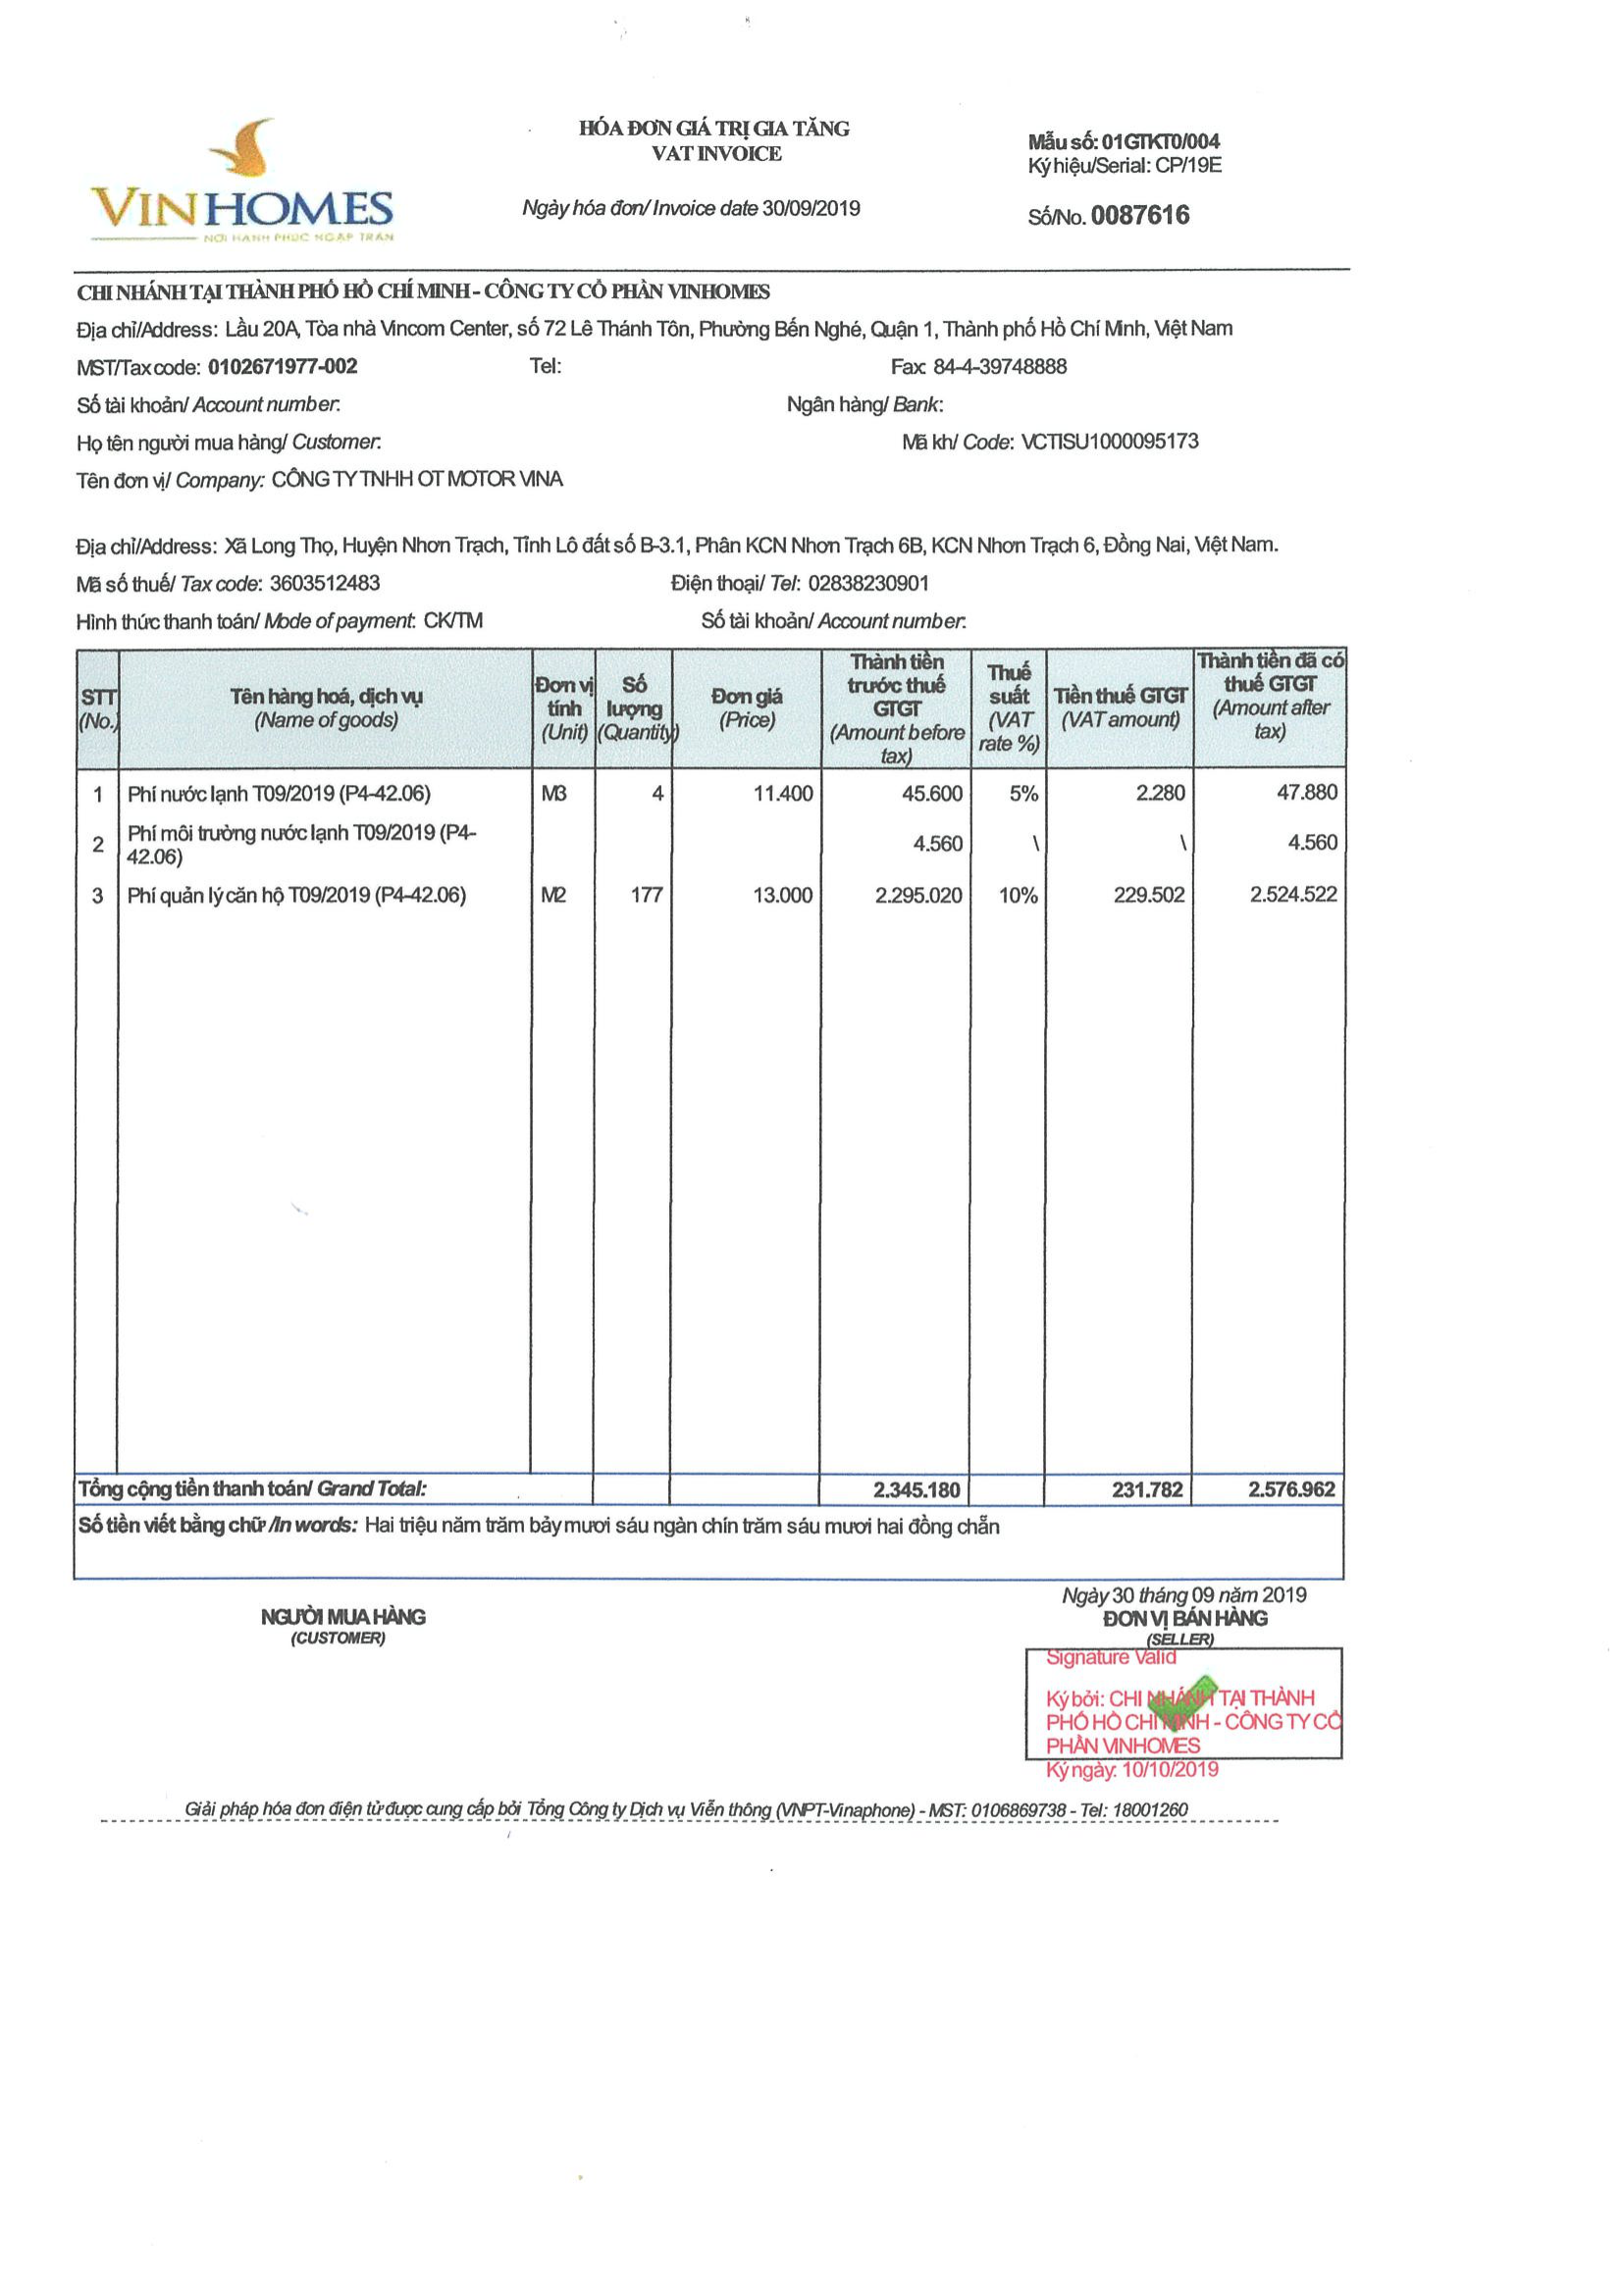 VINHOMES
NƠI HẠNH PHÚC NGẬP TRÀN
HÓA ĐƠN GIÁ TRỊ GIA TĂNG
VAT INVOICE
Ngày hóa đơn/ Invoice date 30/09/2019
Mẫu số: 01GTKT0/004
Ký hiệu/Serial: CP/19E
Số/No. 0087616
CHI NHÁNH TẠI THÀNH PHỐ HỒ CHÍ MINH - CÔNG TY CỔ PHẦN VINHOMES
Địa chỉ/Address: Lầu 20A, Tòa nhà Vincom Center, số 72 Lê Thánh Tôn, Phường Bến Nghé, Quận 1, Thành phố Hồ Chí Minh, Việt Nam
MST/Tax code: 0102671977-002 Tel: Fax: 84-4-39748888
Số tài khoản/ Account number: Ngân hàng/ Bank:
Họ tên người mua hàng/ Customer: Mã kh/ Code: VCTISU1000095173
Tên đơn vị/ Company: CÔNG TY TNHH OT MOTOR VINA
Địa chỉ/Address: Xã Long Thọ, Huyện Nhơn Trạch, Tỉnh Lô đất số B-3.1, Phân KCN Nhơn Trạch 6B, KCN Nhơn Trạch 6, Đồng Nai, Việt Nam.
Mã số thuế/ Tax code: 3603512483 Điện thoại/ Tel: 02838230901
Hình thức thanh toán/ Mode of payment: CK/TM Số tài khoản/ Account number:
STT
(No.)
Tên hàng hoá, dịch vụ
(Name of goods)
Đơn vị
tính
(Unit)
Số
lượng
(Quantity)
Đơn giá
(Price)
Thành tiền
trước thuế
GTGT
(Amount before
tax)
Thuế
suất
(VAT
rate %)
Tiền thuế GTGT
(VAT amount)
Thành tiền đã có
thuế GTGT
(Amount after
tax)
1 Phí nước lạnh T09/2019 (P4-42.06) M3 4 11.400 45.600 5% 2.280 47.880
2 Phí môi trường nước lạnh T09/2019 (P4-
42.06) 4.560 \ \ 4.560
3 Phí quản lý căn hộ T09/2019 (P4-42.06) M2 177 13.000 2.295.020 10% 229.502 2.524.522
Tổng cộng tiền thanh toán/ Grand Total: 2.345.180 231.782 2.576.962
Số tiền viết bằng chữ /In words: Hai triệu năm trăm bảy mươi sáu ngàn chín trăm sáu mươi hai đồng chẵn
Ngày 30 tháng 09 năm 2019
NGƯỜI MUA HÀNG
(CUSTOMER)
ĐƠN VỊ BÁN HÀNG
(SELLER)
Signature Valid
Ký bởi: CHI NHÁNH TẠI THÀNH
PHỐ HỒ CHÍ MINH - CÔNG TY CỔ
PHẦN VINHOMES
Ký ngày: 10/10/2019
Giải pháp hóa đơn điện tử được cung cấp bởi Tổng Công ty Dịch vụ Viễn thông (VNPT-Vinaphone) - MST: 0106869738 - Tel: 18001260